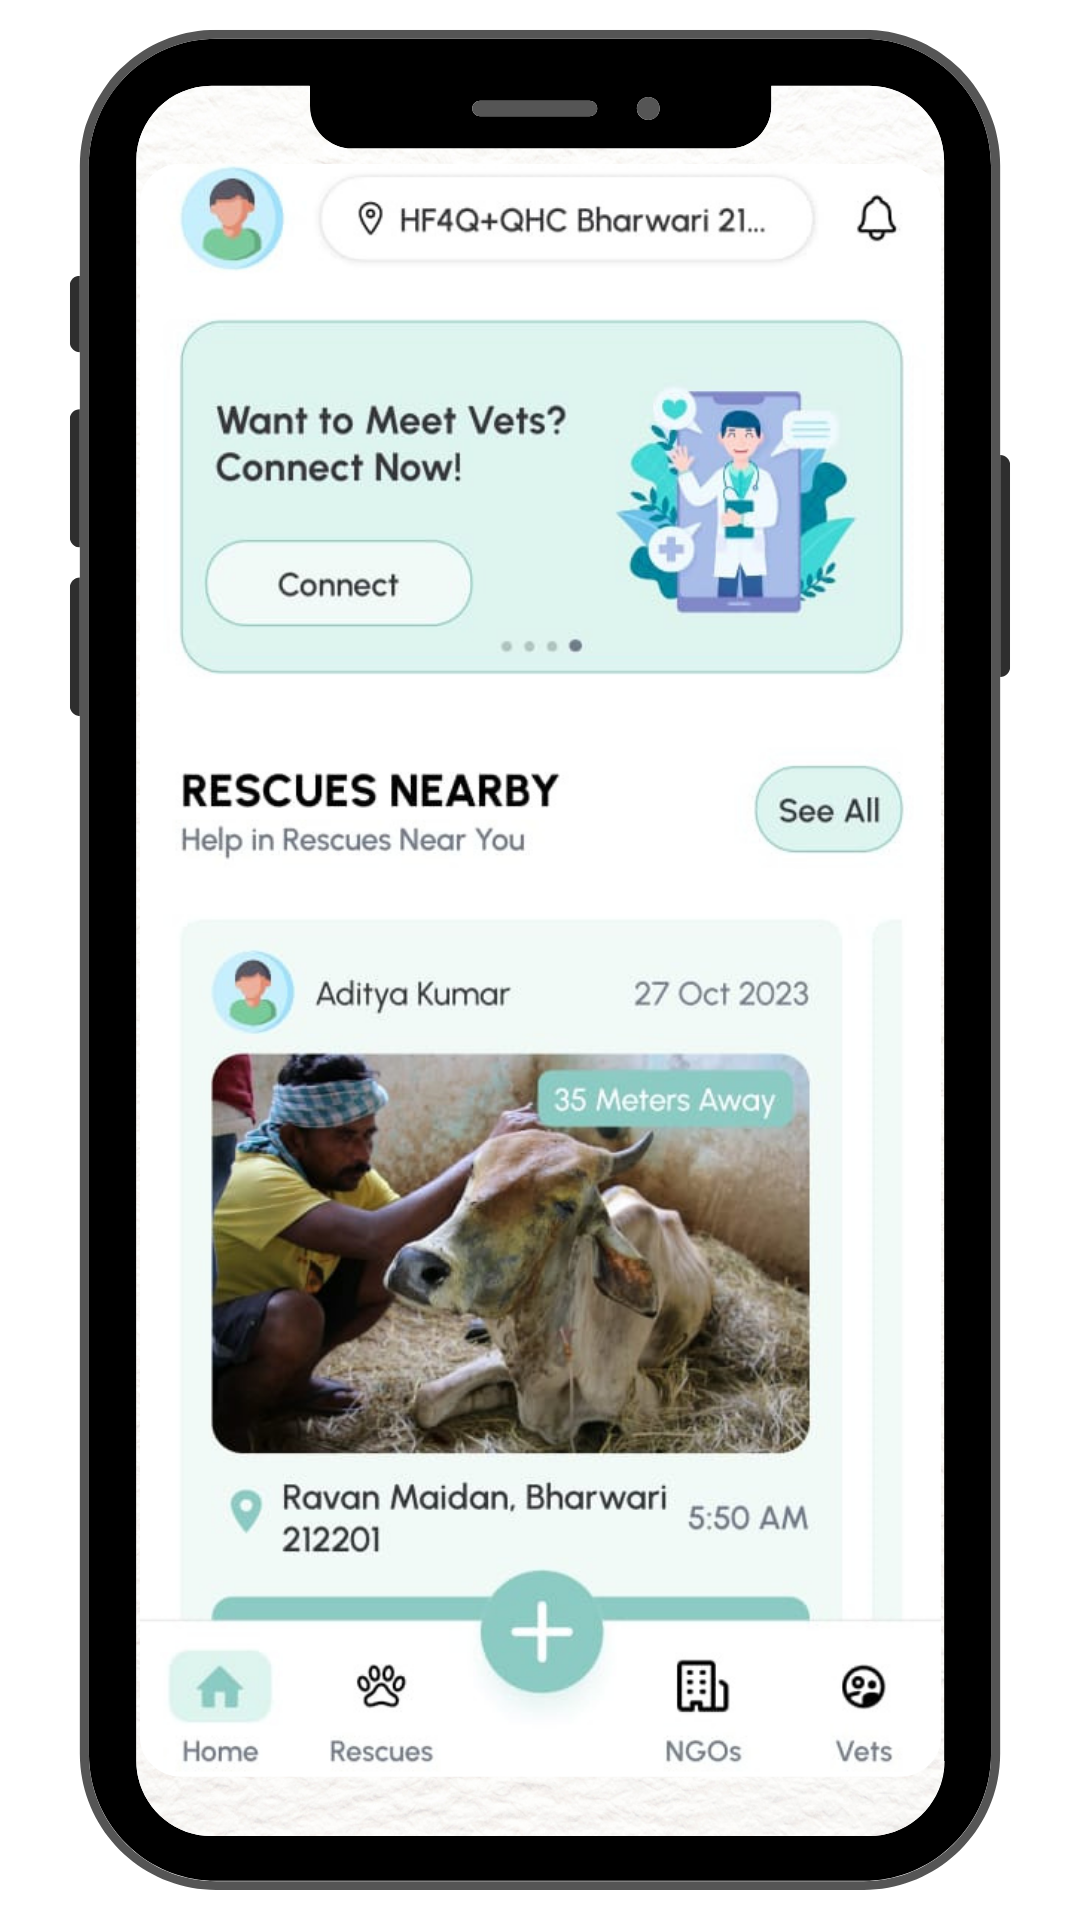 HF4Q+QHC Bharwari 21...
Want to Meet Vets?
Connect Now!
Connect
RESCUES NEARBY
Help in Rescues Near You
See All
Aditya Kumar
27 Oct 2023
35 Meters Away
Ravan Maidan, Bharwari
212201
5:50 AM
Home
Rescues
NGOs
Vets